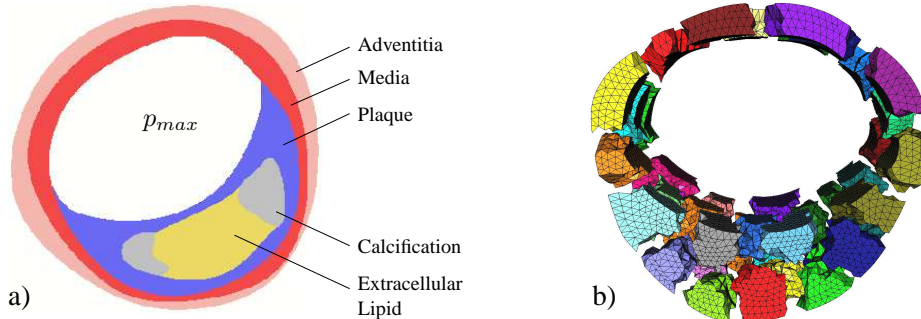 Adventitia
Media
Plaque
p_max
Calcification
Extracellular
Lipid
a)
b)